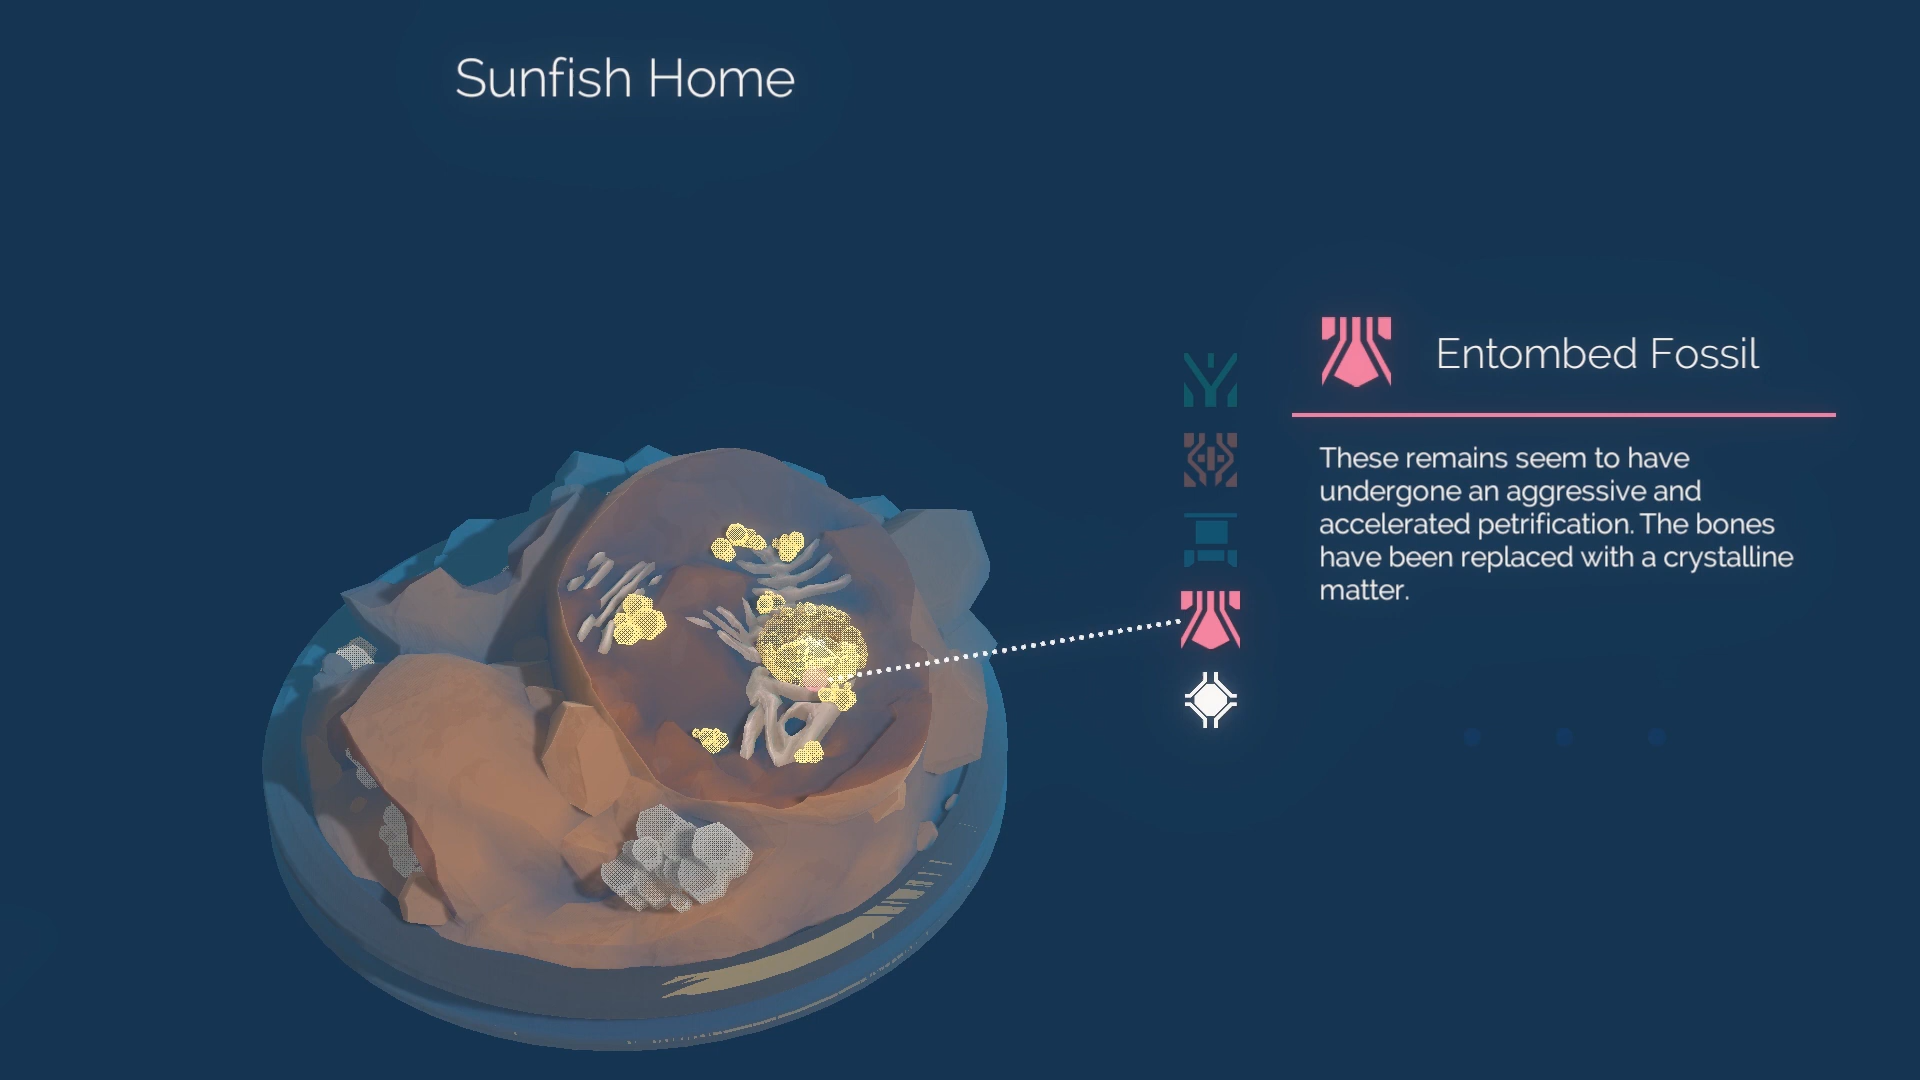 Sunfish Home
Entombed Fossil
These remains seem to have
undergone an aggressive and
accelerated petrification. The bones
have been replaced with a crystalline
matter.